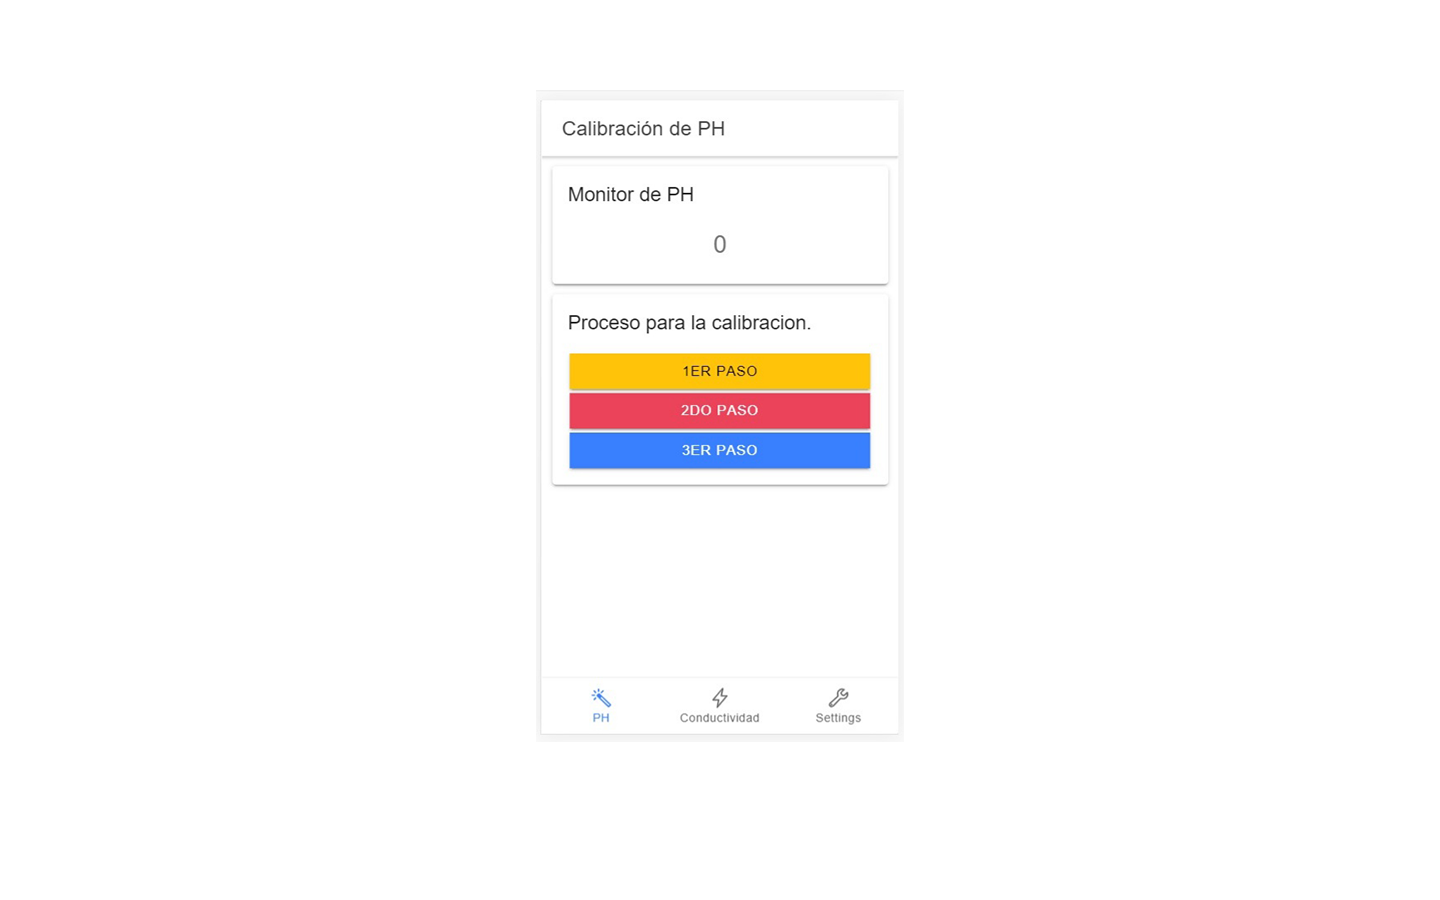 Calibración de PH
Monitor de PH
0
Proceso para la calibracion.
1ER PASO
2DO PASO
3ER PASO
PH
Conductividad
Settings